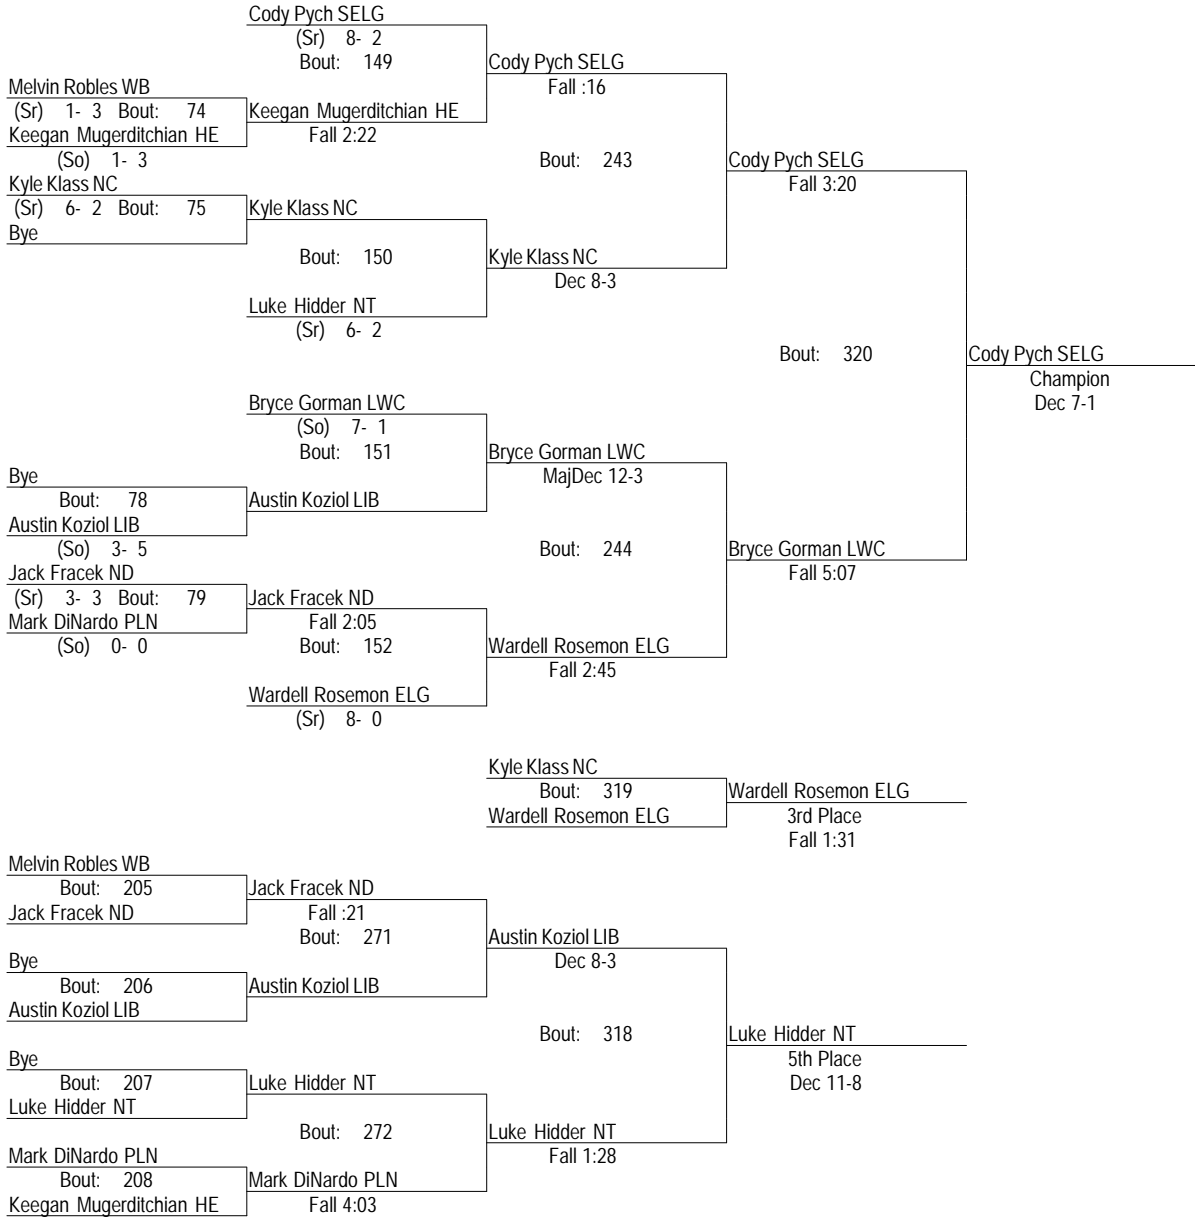 Cody Pych SELG
(Sr) 8- 2
Bout: 149
Cody Pych SELG
Fall :16
Melvin Robles WB
(Sr) 1- 3 Bout: 74
Keegan Mugerditchian HE
Keegan Mugerditchian HE
Fall 2:22
(So) 1- 3
Bout: 243
Cody Pych SELG
Fall 3:20
Kyle Klass NC
(Sr) 6- 2 Bout: 75
Kyle Klass NC
Bye
Bout: 150
Kyle Klass NC
Dec 8-3
Luke Hidder NT
(Sr) 6- 2
Bout: 320
Cody Pych SELG
Champion
Dec 7-1
Bryce Gorman LWC
(So) 7- 1
Bout: 151
Bryce Gorman LWC
MajDec 12-3
Bye
Bout: 78
Austin Koziol LIB
Austin Koziol LIB
(So) 3- 5
Bout: 244
Bryce Gorman LWC
Fall 5:07
Jack Fracek ND
(Sr) 3- 3 Bout: 79
Jack Fracek ND
Mark DiNardo PLN
Fall 2:05
(So) 0- 0
Bout: 152
Wardell Rosemon ELG
Fall 2:45
Wardell Rosemon ELG
(Sr) 8- 0
Kyle Klass NC
Bout: 319
Wardell Rosemon ELG
Wardell Rosemon ELG
3rd Place
Fall 1:31
Melvin Robles WB
Bout: 205
Jack Fracek ND
Jack Fracek ND
Fall :21
Bout: 271
Austin Koziol LIB
Dec 8-3
Bye
Bout: 206
Austin Koziol LIB
Austin Koziol LIB
Bout: 318
Luke Hidder NT
5th Place
Dec 11-8
Bye
Bout: 207
Luke Hidder NT
Luke Hidder NT
Bout: 272
Luke Hidder NT
Fall 1:28
Mark DiNardo PLN
Bout: 208
Mark DiNardo PLN
Keegan Mugerditchian HE
Fall 4:03